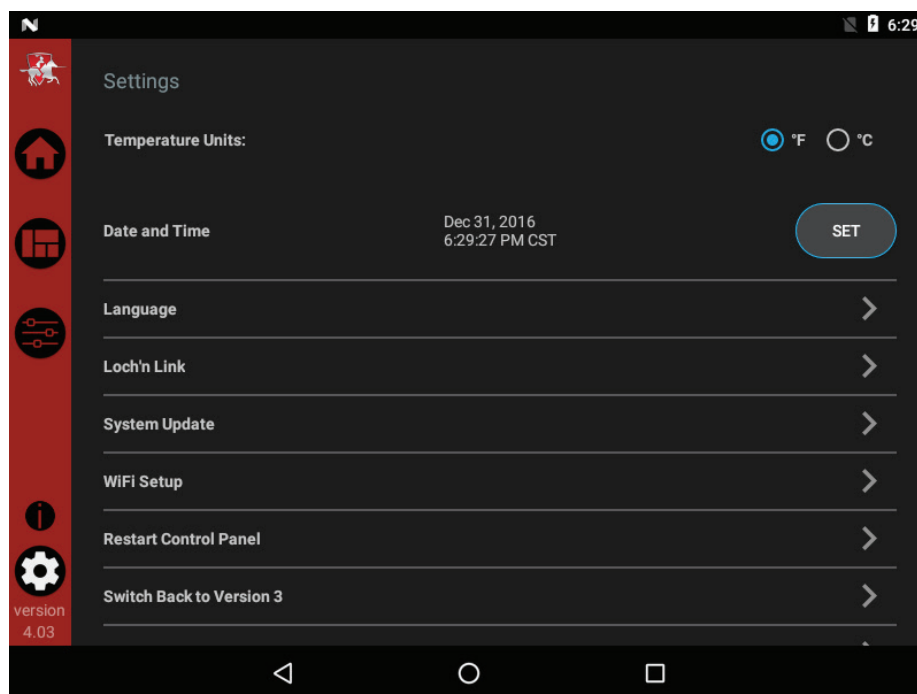 6:29
Settings
Temperature Units:
°F
°C
Date and Time
Dec 31, 2016
6:29:27 PM CST
SET
Language
Loch'n Link
System Update
WiFi Setup
Restart Control Panel
Switch Back to Version 3
version
4.03